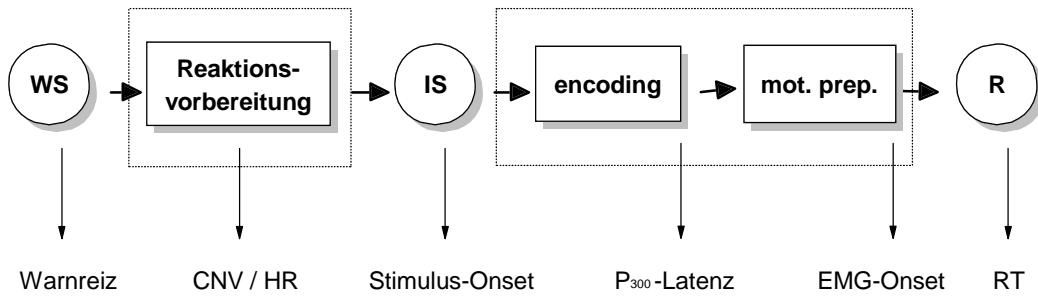 WS
Reaktions-
vorbereitung
IS
encoding
mot. prep.
R
Warnreiz
CNV / HR
Stimulus-Onset
P300-Latenz
EMG-Onset
RT